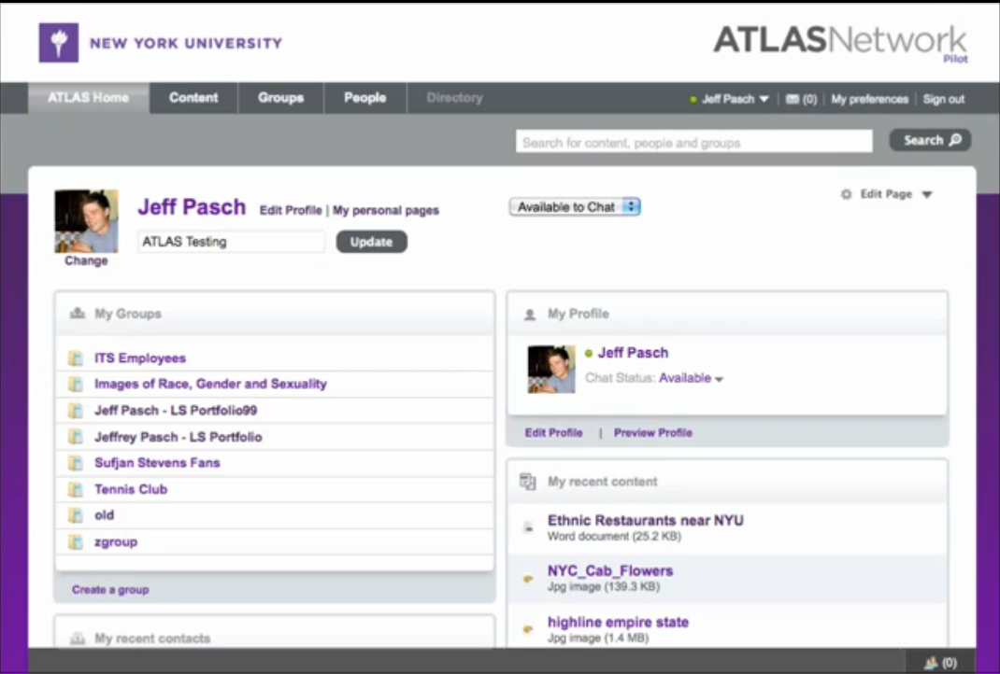 NEW YORK UNIVERSITY
ATLASNetwork
Pilot
ATLAS Home Content Groups People Directory Jeff Pasch (0) My preferences Sign out
Search for content, people and groups Search
Jeff Pasch Edit Profile | My personal pages Available to Chat Edit Page
ATLAS Testing Update
Change
My Groups
ITS Employees
Images of Race, Gender and Sexuality
Jeff Pasch - LS Portfolio99
Jeffrey Pasch - LS Portfolio
Sufjan Stevens Fans
Tennis Club
old
zgroup
Create a group
My recent contacts
My Profile
Jeff Pasch
Chat Status: Available
Edit Profile | Preview Profile
My recent content
Ethnic Restaurants near NYU
Word document (25.2 KB)
NYC_Cab_Flowers
Jpg image (139.3 KB)
highline empire state
Jpg image (1.4 MB)
(0)